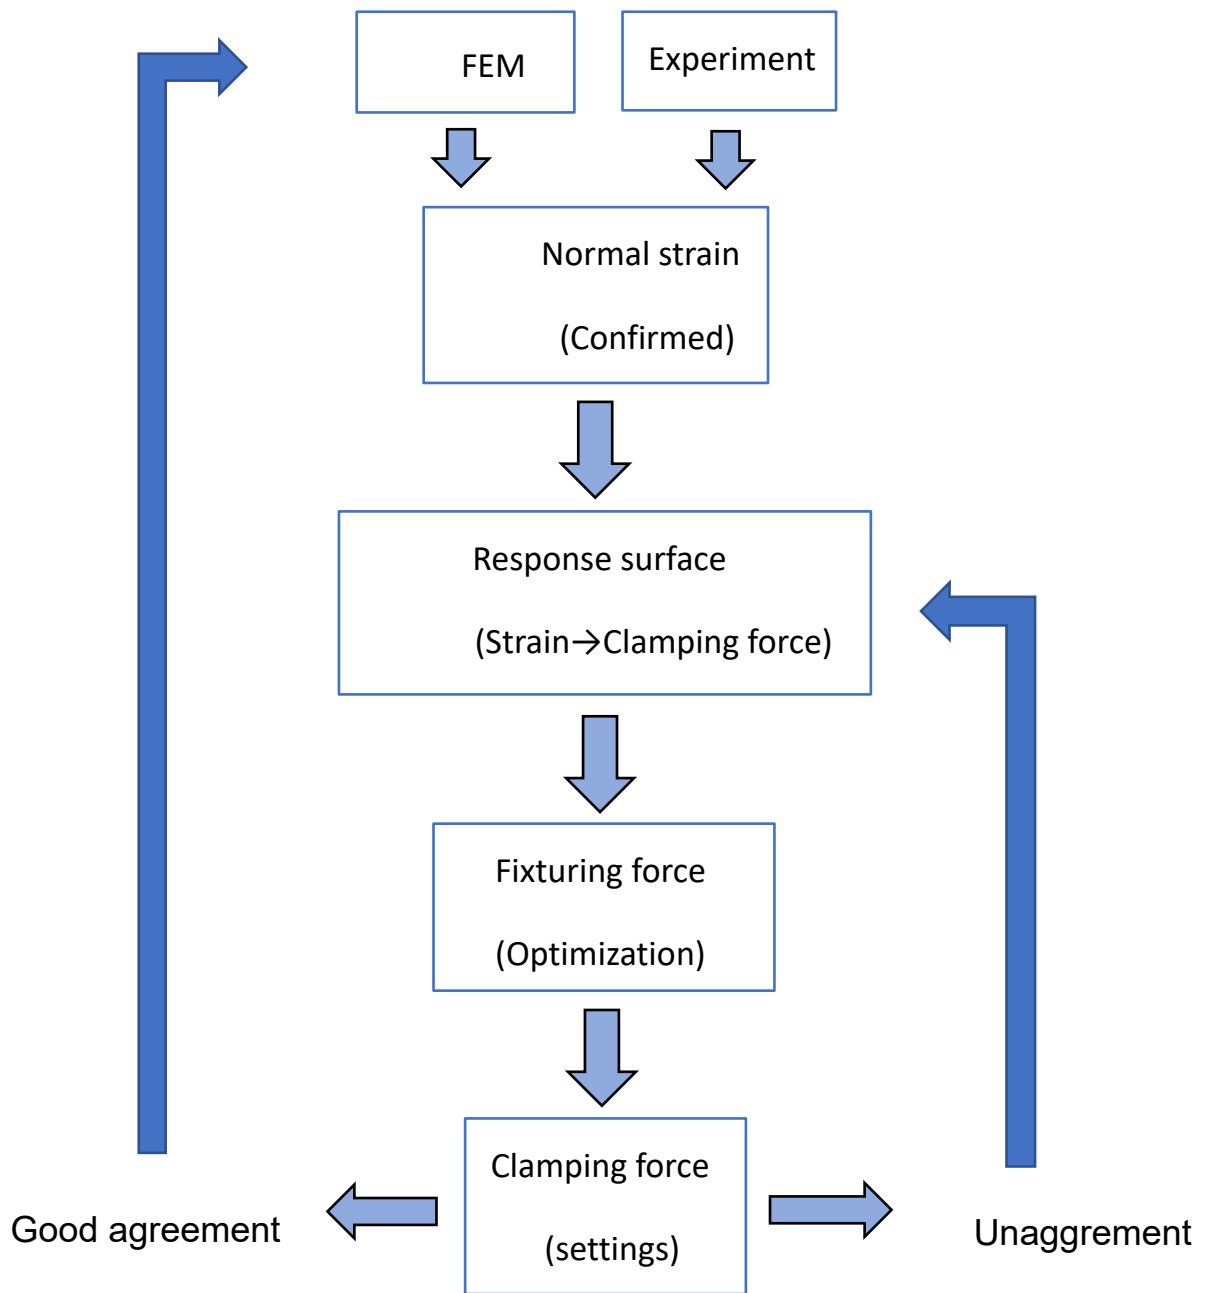 FEM
Experiment
Normal strain
(Confirmed)
Response surface
(Strain→Clamping force)
Fixturing force
(Optimization)
Clamping force
(settings)
Good agreement
Unaggrement